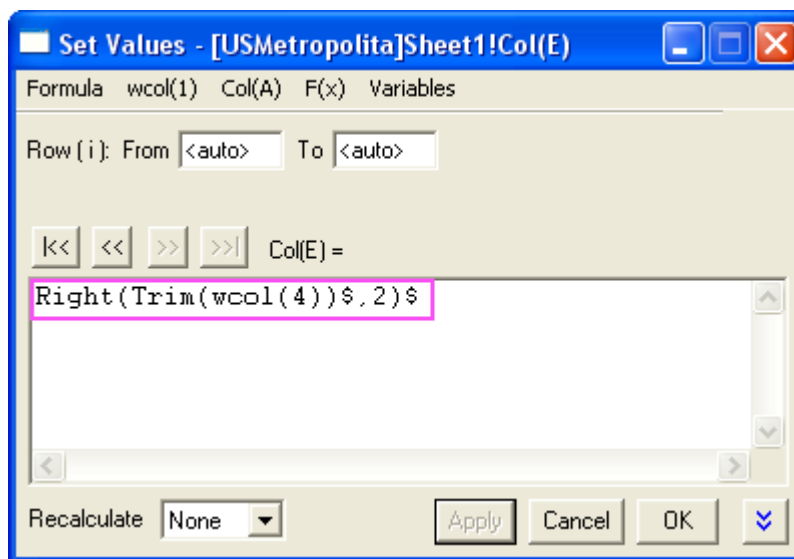 Set Values - [USMetropolita]Sheet1!Col(E)
Formula wcol(1) Col(A) F(x) Variables
Row (i): From <auto> To <auto>
|<< << >> >>| Col(E) =
Right(Trim(wcol(4))$,2)$
Recalculate None Apply Cancel OK